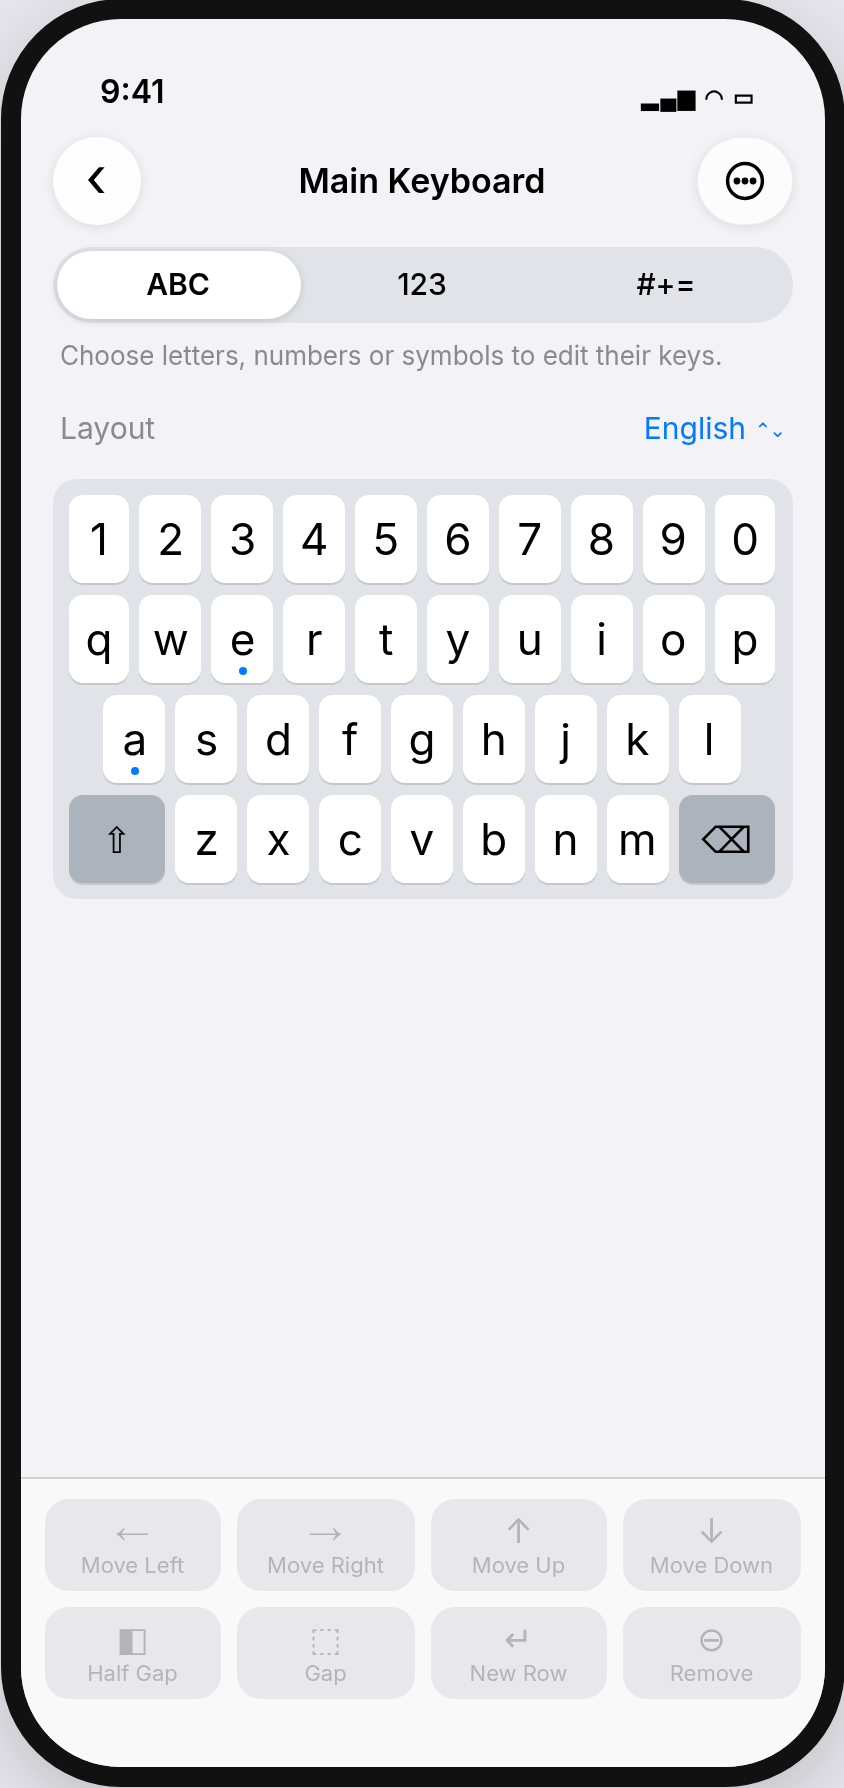 9:41
Main Keyboard
ABC 123 #+=
Choose letters, numbers or symbols to edit their keys.
Layout English
1 2 3 4 5 6 7 8 9 0
q w e r t y u i o p
a s d f g h j k l
⇧ z x c v b n m ⌫
Move Left Move Right Move Up Move Down
Half Gap Gap New Row Remove